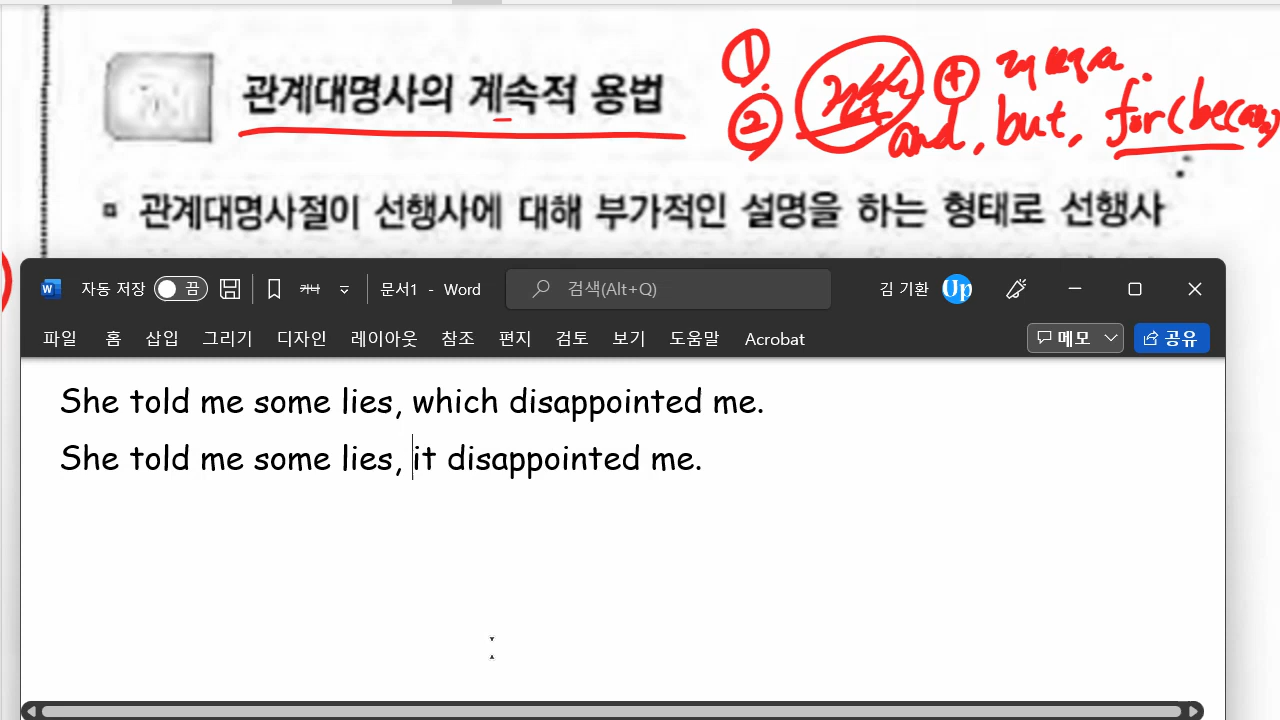 관계대명사의 계속적 용법
①.
② 접속사 ⊕ 대명사.
and, but, for(
관계대명사절이 선행사에 대해 부가적인 설명을 하는 형태로 선행사
자동 저장 끔 가나 문서1 - Word 검색(Alt+Q) 김 기환 Up
파일 홈 삽입 그리기 디자인 레이아웃 참조 편지 검토 보기 도움말 Acrobat 메모 공유
She told me some lies, which disappointed me.
She told me some lies, it disappointed me.